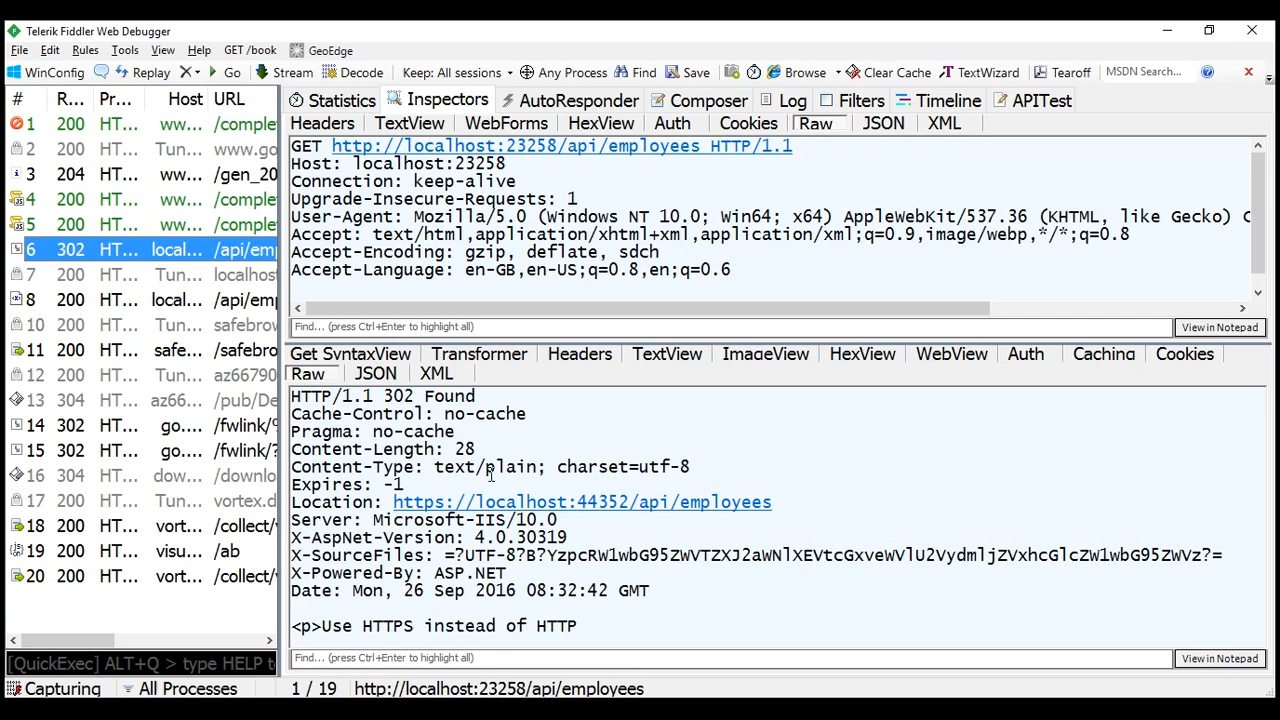 Telerik Fiddler Web Debugger
File Edit Rules Tools View Help GET /book GeoEdge
WinConfig Replay Go Stream Decode Keep: All sessions Any Process Find Save Browse Clear Cache TextWizard Tearoff MSDN Search...
# R... Pr... Host URL
1 200 HT... ww... /comple
2 200 HT... Tun... www.go
3 204 HT... ww... /gen_20
4 200 HT... ww... /comple
5 200 HT... ww... /comple
6 302 HT... local... /api/emp
7 200 HT... Tun... localhost
8 200 HT... local... /api/emp
10 200 HT... Tun... safebrow
11 200 HT... safe... /safebro
12 200 HT... Tun... az66790
13 304 HT... az66... /pub/De
14 302 HT... go.... /fwlink/
15 302 HT... go.... /fwlink/?
16 304 HT... dow... /downlo
17 200 HT... Tun... vortex.d
18 200 HT... vort... /collect/
19 200 HT... visu... /ab
20 200 HT... vort... /collect/
[QuickExec] ALT+Q > type HELP to
Statistics Inspectors AutoResponder Composer Log Filters Timeline APITest
Headers TextView WebForms HexView Auth Cookies Raw JSON XML
GET http://localhost:23258/api/employees HTTP/1.1
Host: localhost:23258
Connection: keep-alive
Upgrade-Insecure-Requests: 1
User-Agent: Mozilla/5.0 (Windows NT 10.0; Win64; x64) AppleWebKit/537.36 (KHTML, like Gecko) C
Accept: text/html,application/xhtml+xml,application/xml;q=0.9,image/webp,*/*;q=0.8
Accept-Encoding: gzip, deflate, sdch
Accept-Language: en-GB,en-US;q=0.8,en;q=0.6
Find... (press Ctrl+Enter to highlight all) View in Notepad
Get SyntaxView Transformer Headers TextView ImageView HexView WebView Auth Caching Cookies
Raw JSON XML
HTTP/1.1 302 Found
Cache-Control: no-cache
Pragma: no-cache
Content-Length: 28
Content-Type: text/plain; charset=utf-8
Expires: -1
Location: https://localhost:44352/api/employees
Server: Microsoft-IIS/10.0
X-AspNet-Version: 4.0.30319
X-SourceFiles: =?UTF-8?B?YzpcRW1wbG95ZWVTZXJ2aWNlXEVtcGxveWVlU2VydmljZVxhcGlcZW1wbG95ZWVz?=
X-Powered-By: ASP.NET
Date: Mon, 26 Sep 2016 08:32:42 GMT
<p>Use HTTPS instead of HTTP
Find... (press Ctrl+Enter to highlight all) View in Notepad
Capturing All Processes 1 / 19 http://localhost:23258/api/employees